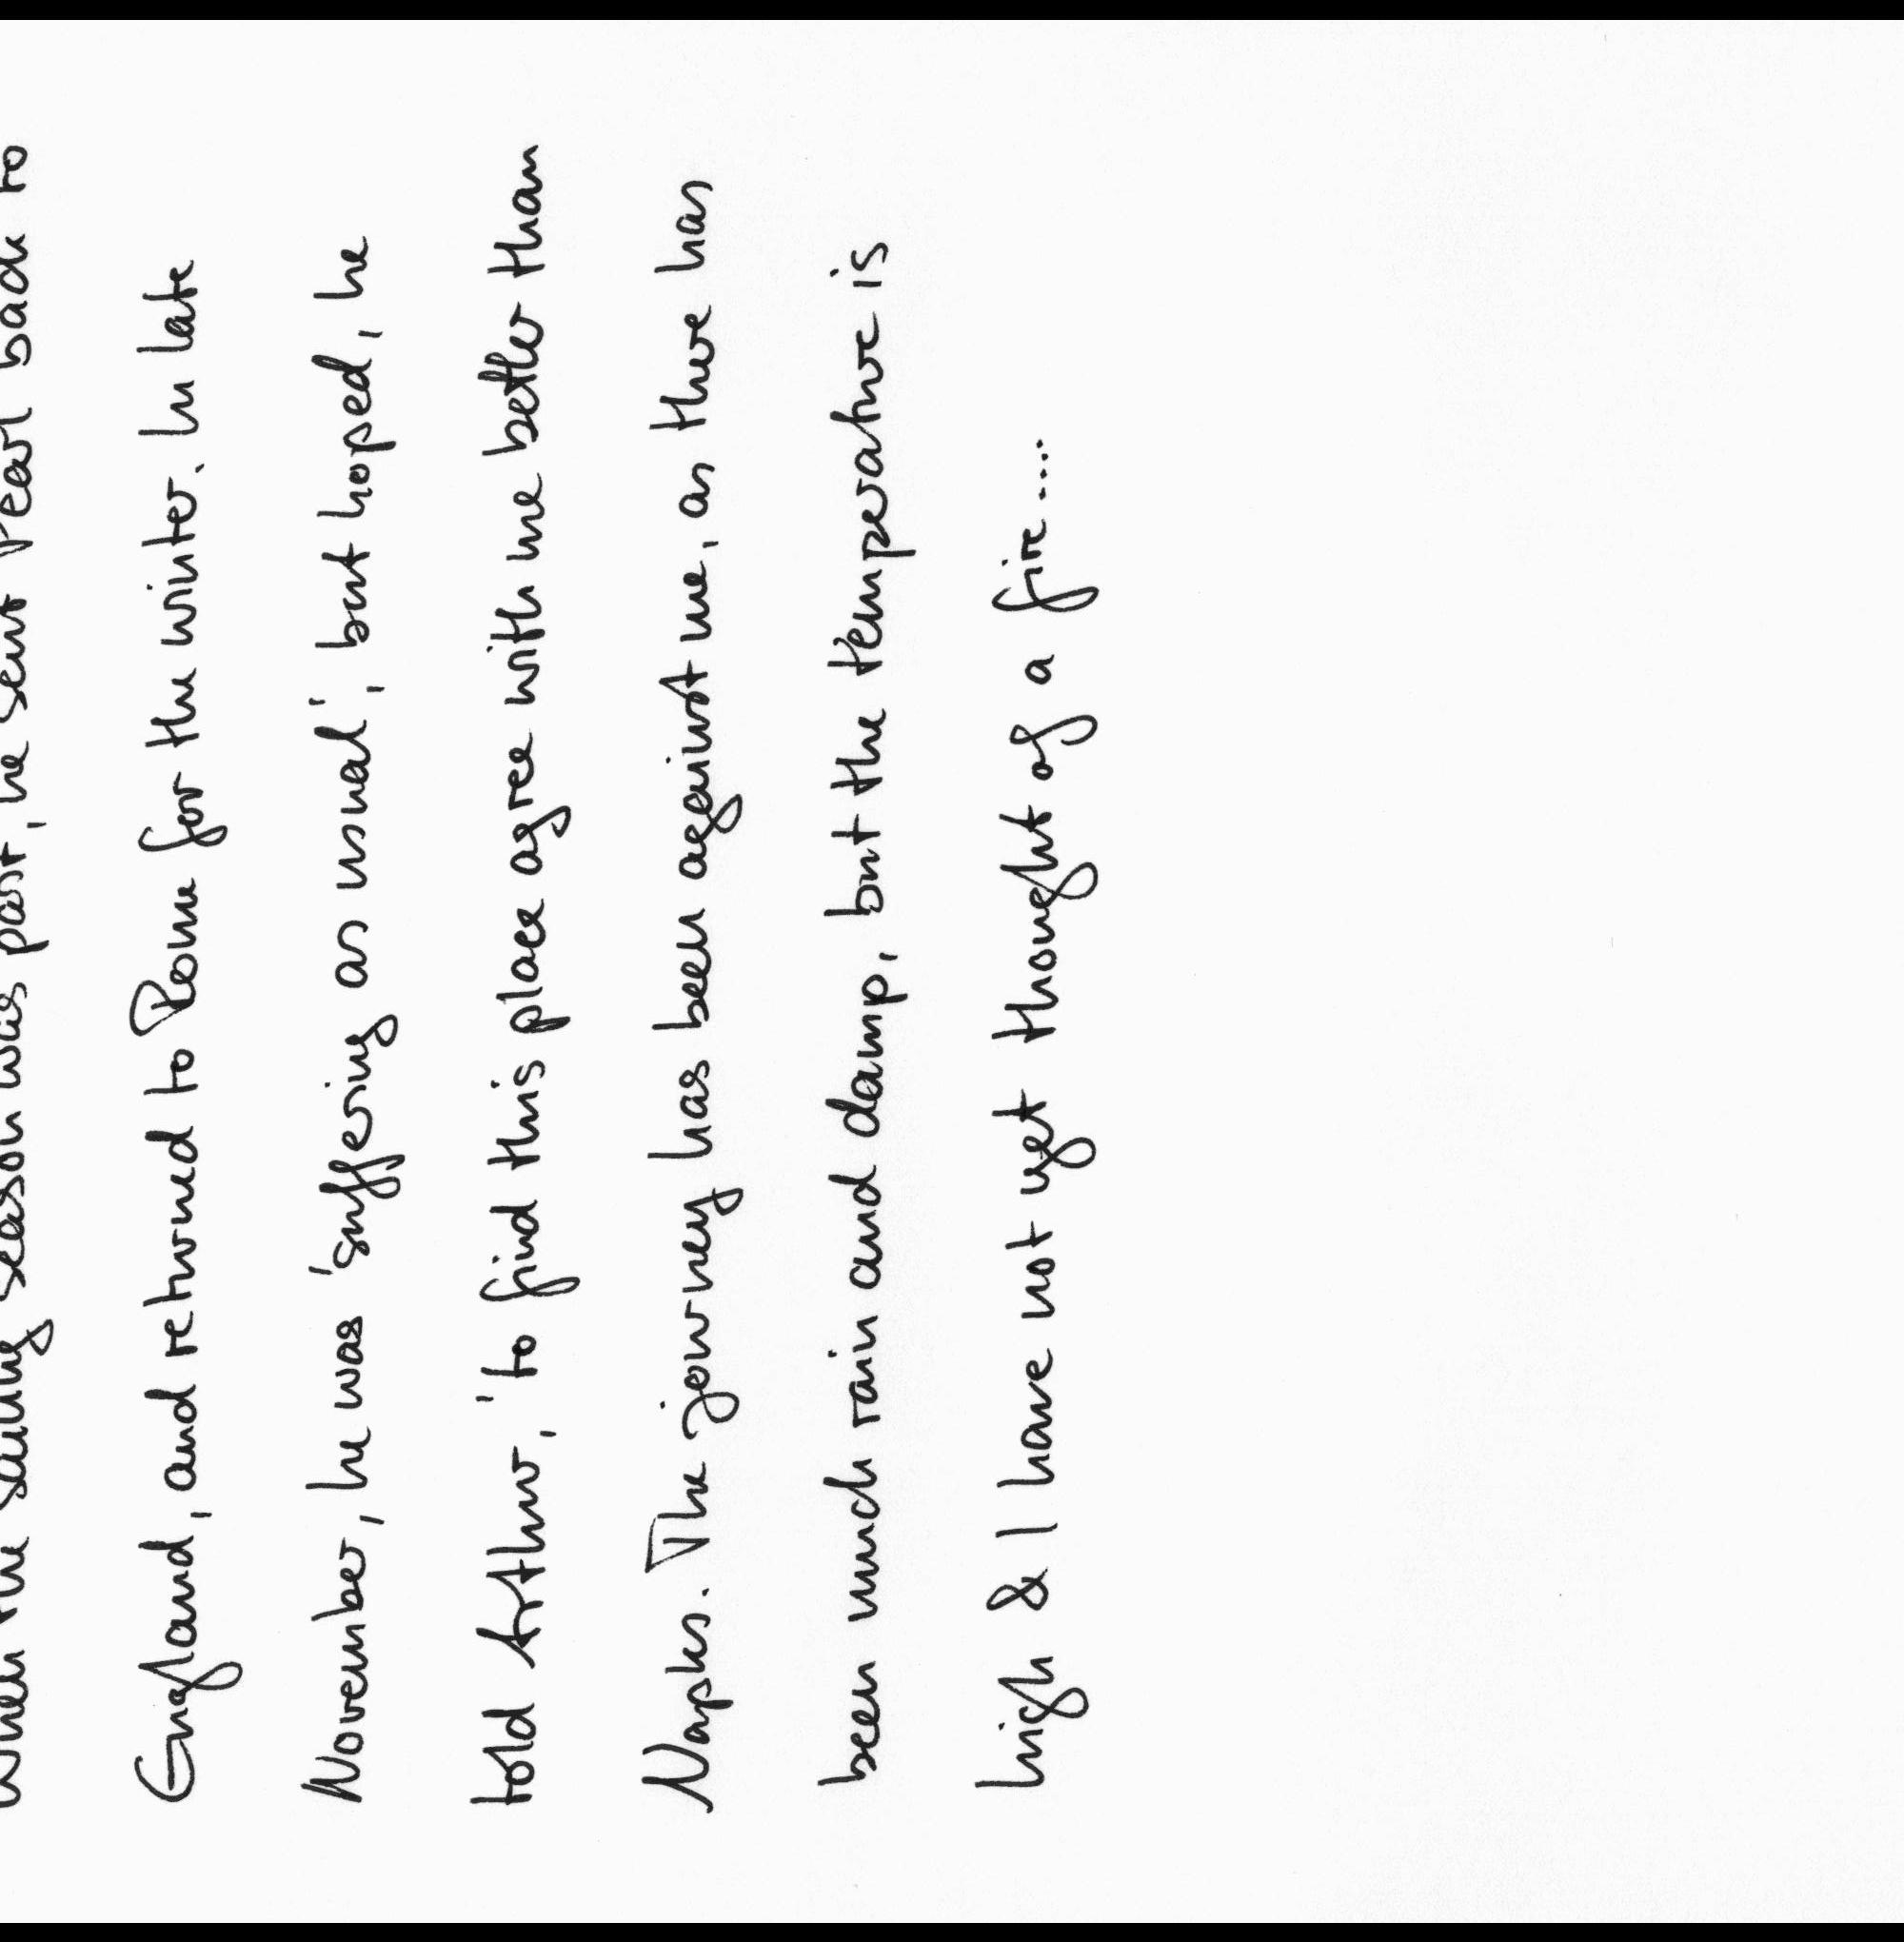 When the sailing season was past, he sent Pearl back to
England, and returned to Rome for the winter. In late
November, he was 'suffering as usual', but hoped, he
told Arthur, 'to find this place agree with me better than
Naples. The journey has been against me, as there has
been much rain and damp, but the temperature is
high & I have not yet thought of a fire....